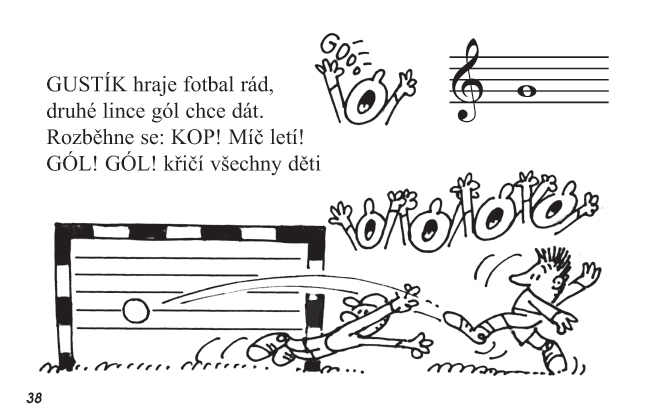 Gooo
GUSTÍK hraje fotbal rád,
druhé lince gól chce dát.
Rozběhne se: KOP! Míč letí!
GÓL! GÓL! křičí všechny děti
38